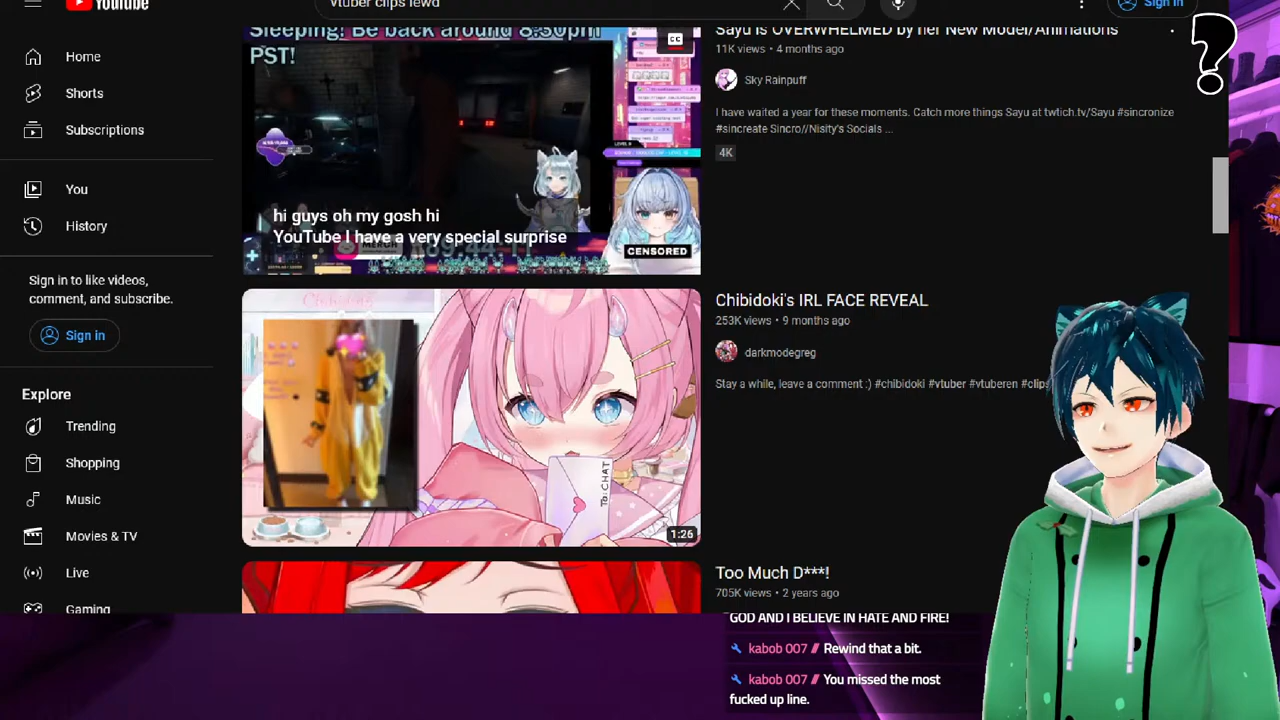 YouTube
vtuber clips lewd
Sign in
Home
Shorts
Subscriptions
You
History
Sign in to like videos,
comment, and subscribe.
Sign in
Explore
Trending
Shopping
Music
Movies & TV
Live
Gaming
Sleeping! Be back around 8:30pm
PST!
CC
hi guys oh my gosh hi
YouTube I have a very special surprise
CENSORED
Sayu is OVERWHELMED by her New Model/Animations
11K views • 4 months ago
Sky Rainpuff
I have waited a year for these moments. Catch more things Sayu at twitch.tv/Sayu #sincronize
#sincreate Sincro//Nisity's Socials ...
4K
Chibidoki
TO: CHAT
1:26
Chibidoki's IRL FACE REVEAL
253K views • 9 months ago
darkmodegreg
Stay a while, leave a comment :) #chibidoki #vtuber #vtuberen #clips
Too Much D***!
705K views • 2 years ago
GOD AND I BELIEVE IN HATE AND FIRE!
kabob 007 // Rewind that a bit.
kabob 007 // You missed the most
fucked up line.
?